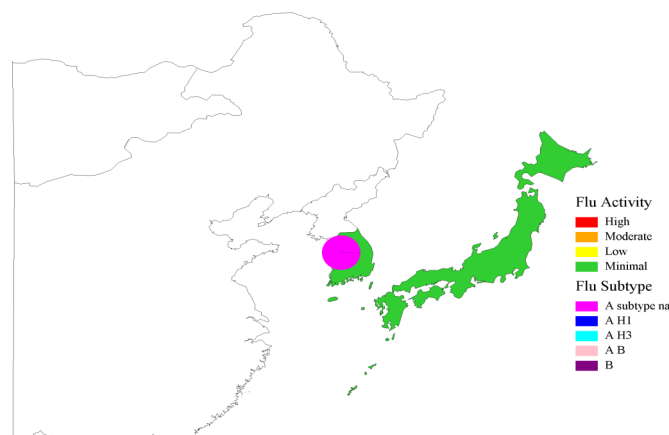 Flu Activity
High
Moderate
Low
Minimal
Flu Subtype
A subtype na
A H1
A H3
A B
B